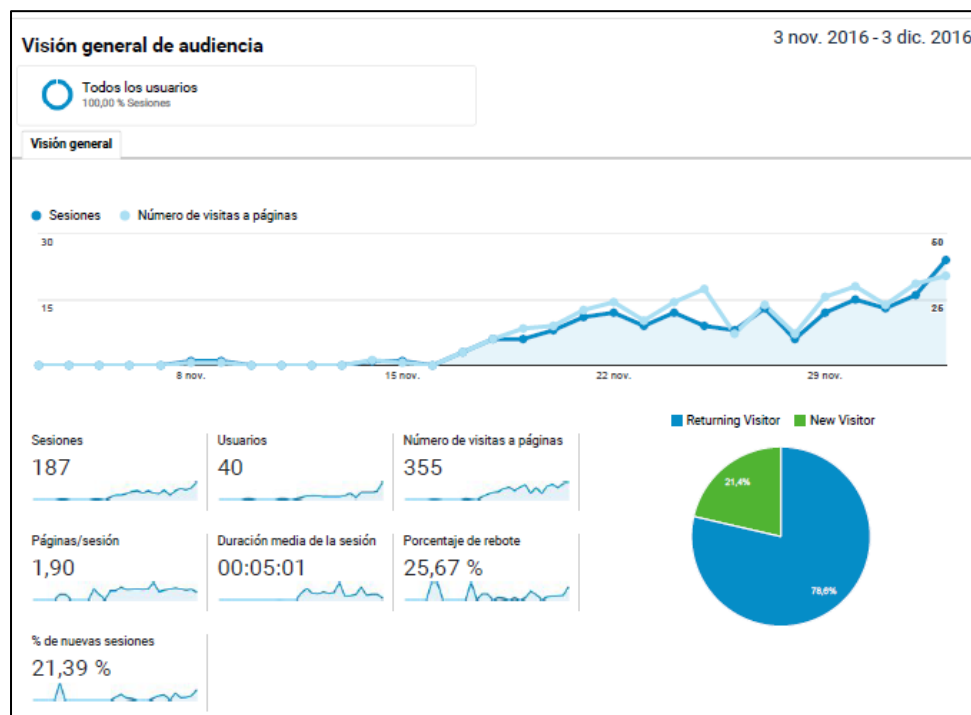 Visión general de audiencia
3 nov. 2016 - 3 dic. 2016
Todos los usuarios
100,00 % Sesiones
Visión general
Sesiones Número de visitas a páginas
30 60
15 26
8 nov. 15 nov. 22 nov. 29 nov.
Returning Visitor New Visitor
Sesiones Usuarios Número de visitas a páginas
187 40 355
21,4%
Páginas/sesión Duración media de la sesión Porcentaje de rebote
1,90 00:05:01 25,67 %
78,6%
% de nuevas sesiones
21,39 %